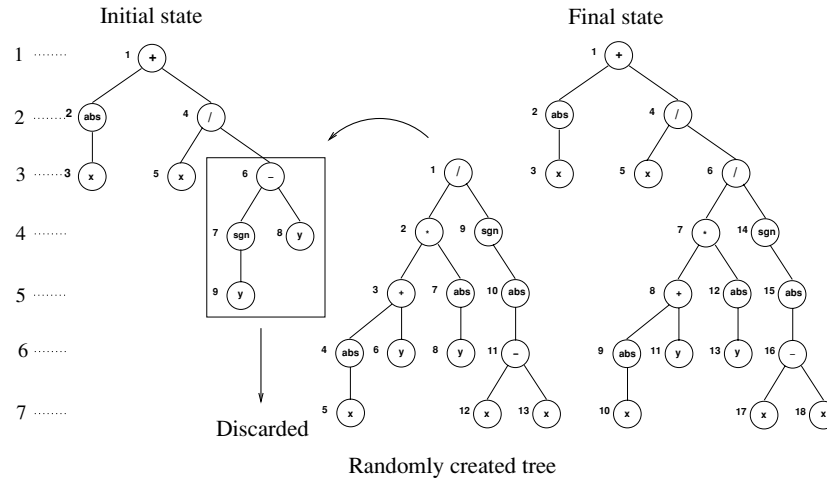 Initial state
Final state
1 ........
1 +
1 +
2 ........
2 abs
4 /
2 abs
4 /
3 ........
3 x
5 x
6 −
1 /
3 x
5 x
6 /
4 ........
7 sgn
8 y
2 *
9 sgn
7 *
14 sgn
5 ........
9 y
3 +
7 abs
10 abs
8 +
12 abs
15 abs
6 ........
4 abs
6 y
8 y
11 −
9 abs
11 y
13 y
16 −
7 ........
5 x
12 x
13 x
10 x
17 x
18 x
Discarded
Randomly created tree